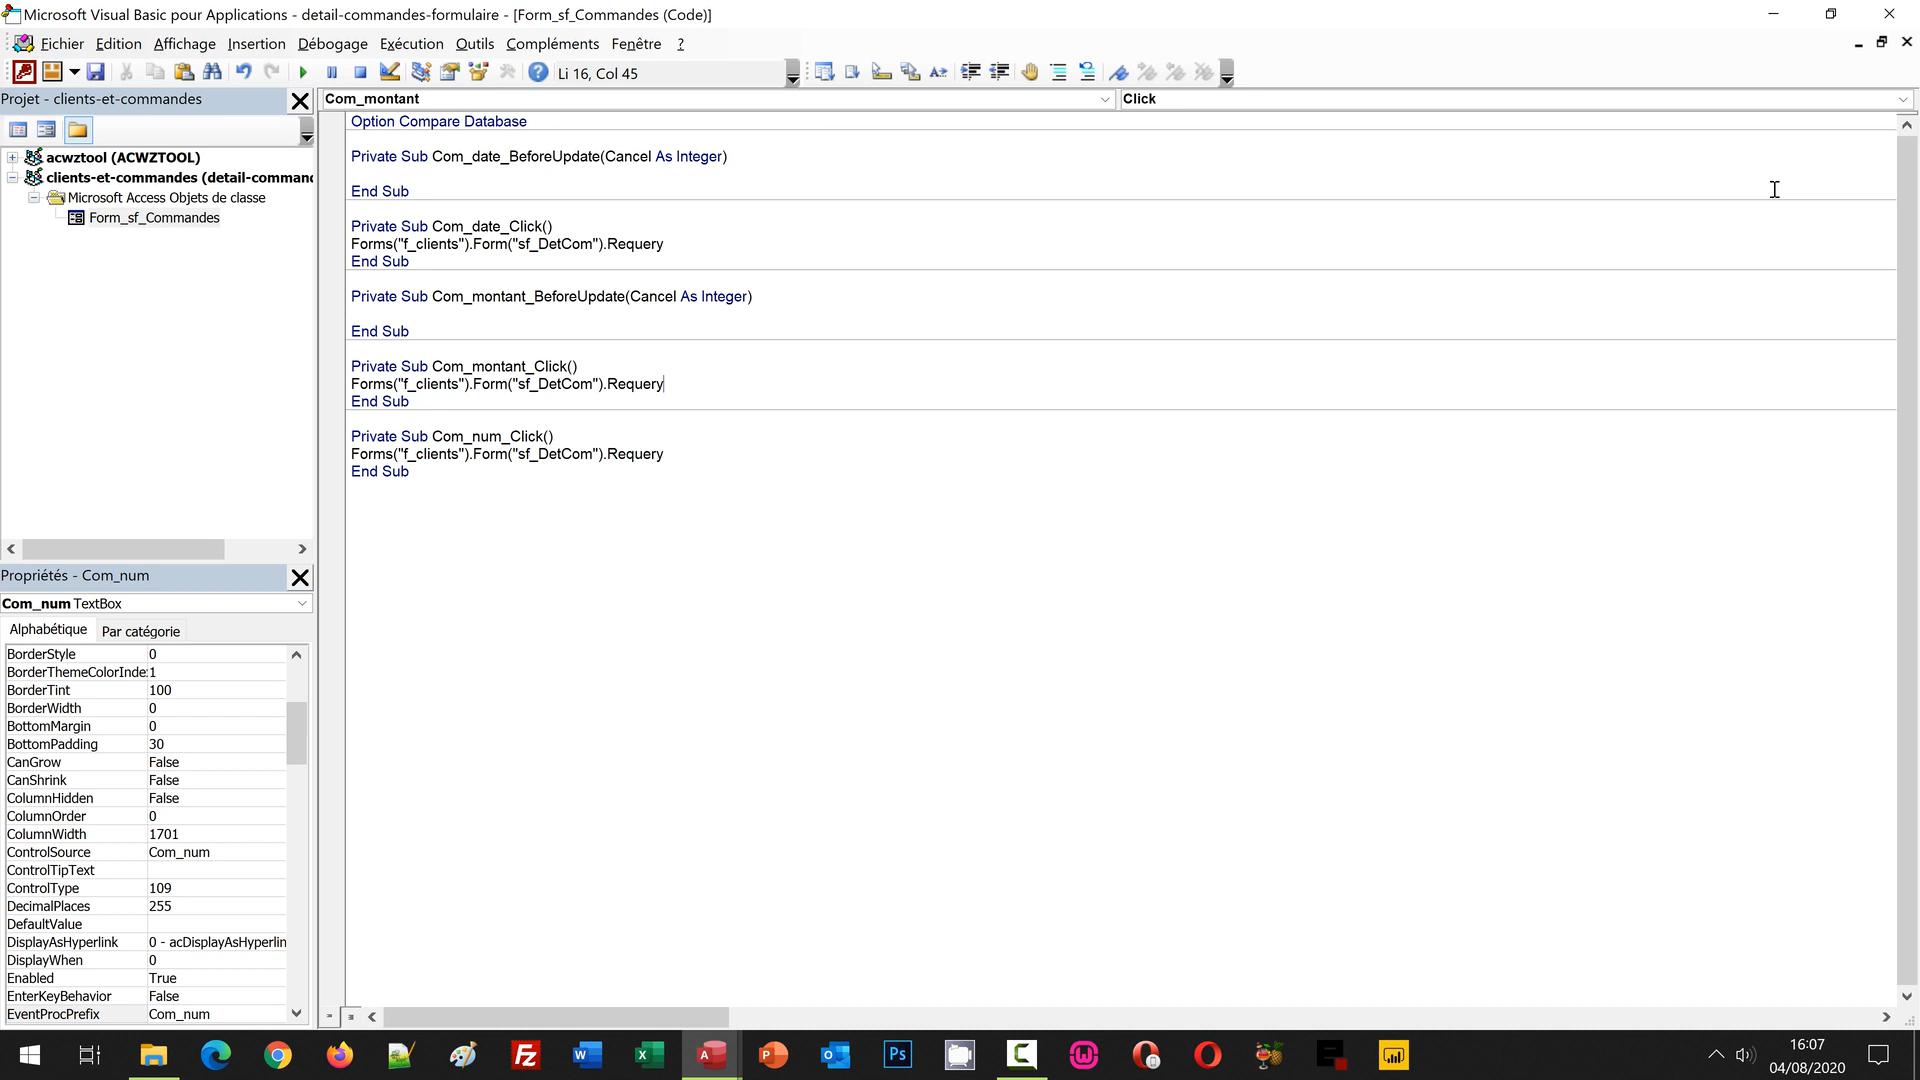 Microsoft Visual Basic pour Applications - detail-commandes-formulaire - [Form_sf_Commandes (Code)]
Fichier Edition Affichage Insertion Débogage Exécution Outils Compléments Fenêtre ?
Li 16, Col 45
Projet - clients-et-commandes
Com_montant
Click
acwztool (ACWZTOOL)
clients-et-commandes (detail-command
Microsoft Access Objets de classe
Form_sf_Commandes
Option Compare Database
Private Sub Com_date_BeforeUpdate(Cancel As Integer)
End Sub
Private Sub Com_date_Click()
Forms("f_clients").Form("sf_DetCom").Requery
End Sub
Private Sub Com_montant_BeforeUpdate(Cancel As Integer)
End Sub
Private Sub Com_montant_Click()
Forms("f_clients").Form("sf_DetCom").Requery
End Sub
Private Sub Com_num_Click()
Forms("f_clients").Form("sf_DetCom").Requery
End Sub
Propriétés - Com_num
Com_num TextBox
Alphabétique Par catégorie
BorderStyle 0
BorderThemeColorInde: 1
BorderTint 100
BorderWidth 0
BottomMargin 0
BottomPadding 30
CanGrow False
CanShrink False
ColumnHidden False
ColumnOrder 0
ColumnWidth 1701
ControlSource Com_num
ControlTipText
ControlType 109
DecimalPlaces 255
DefaultValue
DisplayAsHyperlink 0 - acDisplayAsHyperlin
DisplayWhen 0
Enabled True
EnterKeyBehavior False
EventProcPrefix Com_num
16:07
04/08/2020